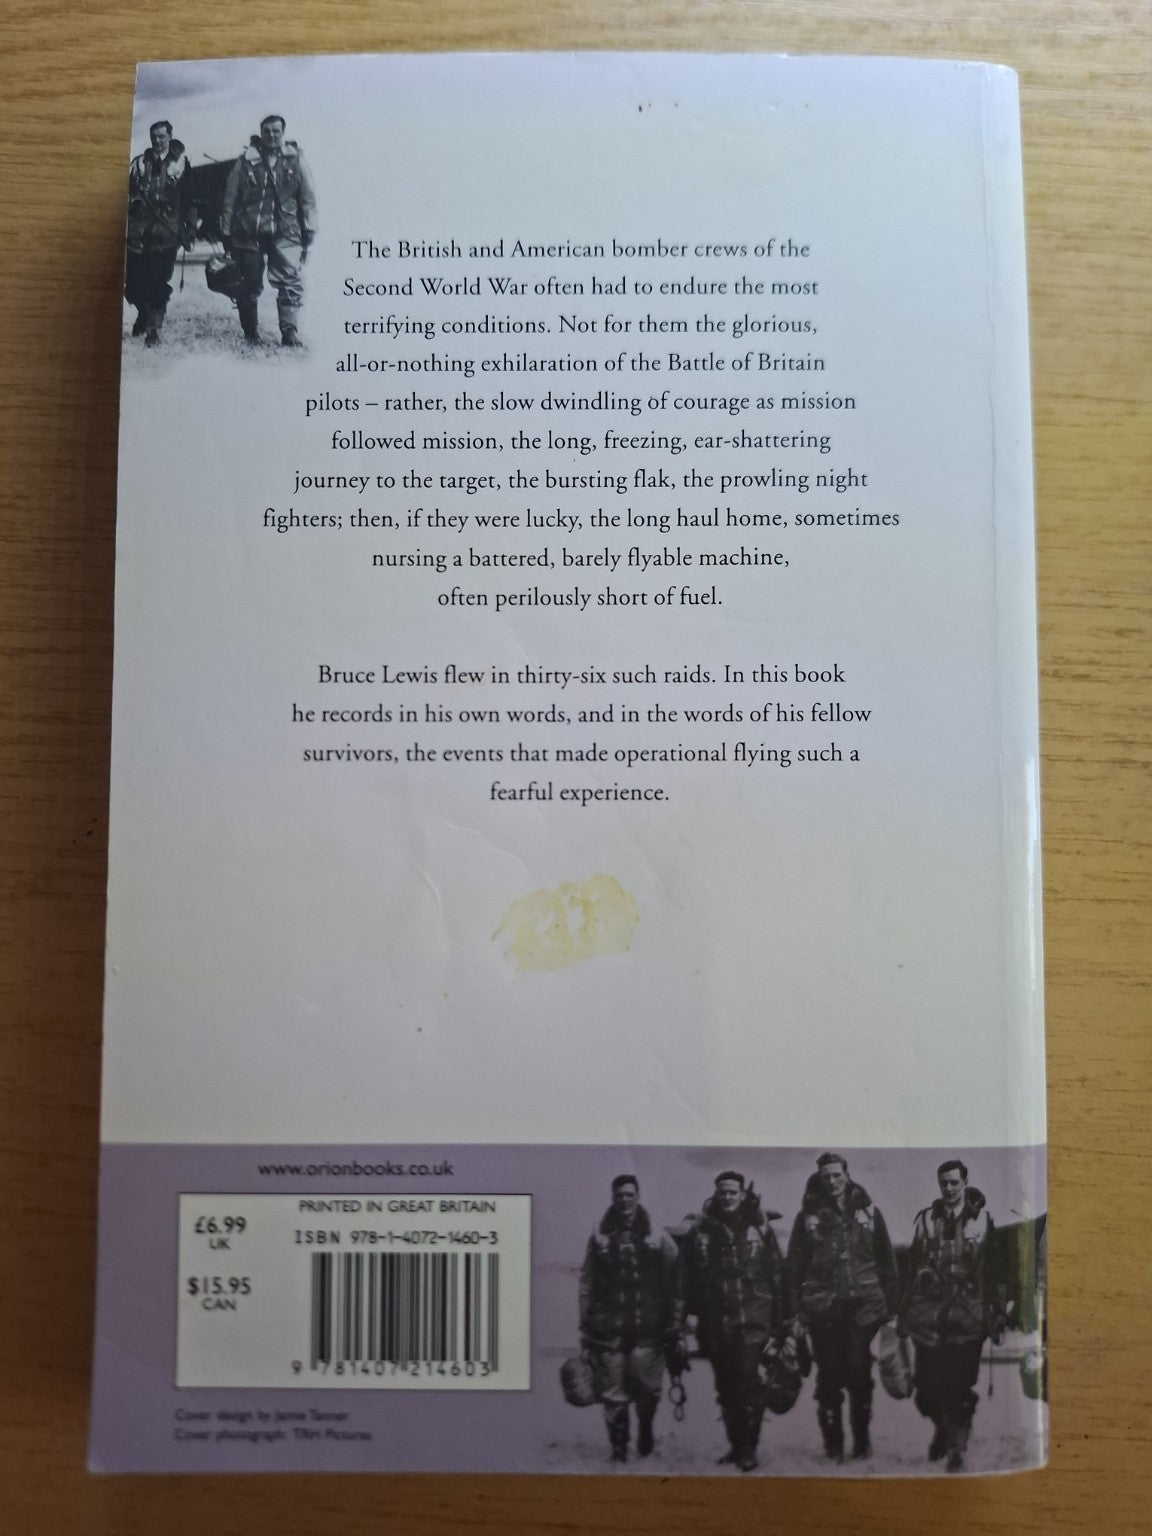 The British and American bomber crews of the
Second World War often had to endure the most
terrifying conditions. Not for them the glorious,
all-or-nothing exhilaration of the Battle of Britain
pilots – rather, the slow dwindling of courage as mission
followed mission, the long, freezing, ear-shattering
journey to the target, the bursting flak, the prowling night
fighters; then, if they were lucky, the long haul home, sometimes
nursing a battered, barely flyable machine,
often perilously short of fuel.
Bruce Lewis flew in thirty-six such raids. In this book
he records in his own words, and in the words of his fellow
survivors, the events that made operational flying such a
fearful experience.
www.orionbooks.co.uk
PRINTED IN GREAT BRITAIN
£6.99
UK
ISBN 978-1-4072-1460-3
$15.95
CAN
9 781407 214603
Cover design by Jamie Tanner
Cover photograph: TRH Pictures